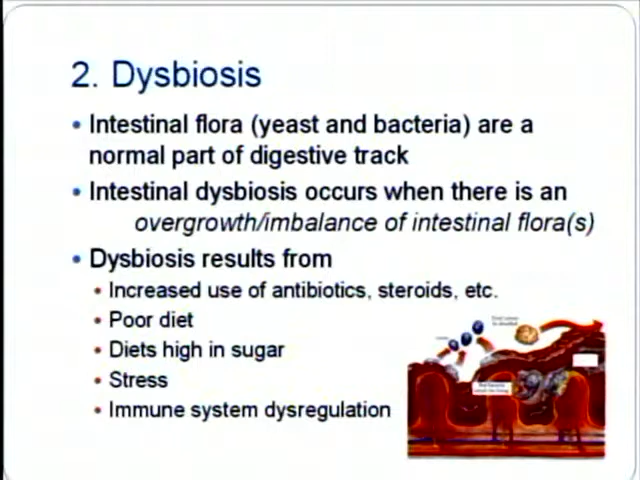 2. Dysbiosis
• Intestinal flora (yeast and bacteria) are a
normal part of digestive track
• Intestinal dysbiosis occurs when there is an
overgrowth/imbalance of intestinal flora(s)
• Dysbiosis results from
• Increased use of antibiotics, steroids, etc.
• Poor diet
• Diets high in sugar
• Stress
• Immune system dysregulation